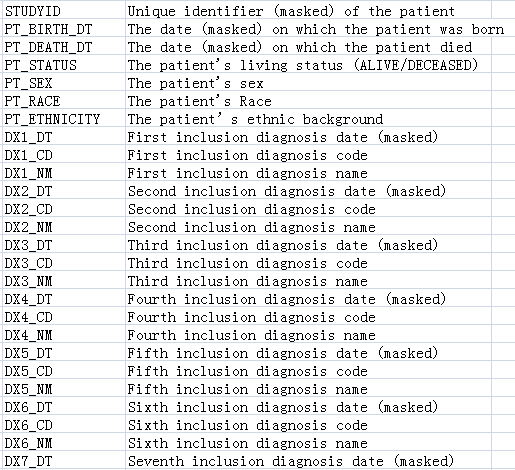 STUDYID Unique identifier (masked) of the patient
PT_BIRTH_DT The date (masked) on which the patient was born
PT_DEATH_DT The date (masked) on which the patient died
PT_STATUS The patient's living status (ALIVE/DECEASED)
PT_SEX The patient's sex
PT_RACE The patient's Race
PT_ETHNICITY The patient’s ethnic background
DX1_DT First inclusion diagnosis date (masked)
DX1_CD First inclusion diagnosis code
DX1_NM First inclusion diagnosis name
DX2_DT Second inclusion diagnosis date (masked)
DX2_CD Second inclusion diagnosis code
DX2_NM Second inclusion diagnosis name
DX3_DT Third inclusion diagnosis date (masked)
DX3_CD Third inclusion diagnosis code
DX3_NM Third inclusion diagnosis name
DX4_DT Fourth inclusion diagnosis date (masked)
DX4_CD Fourth inclusion diagnosis code
DX4_NM Fourth inclusion diagnosis name
DX5_DT Fifth inclusion diagnosis date (masked)
DX5_CD Fifth inclusion diagnosis code
DX5_NM Fifth inclusion diagnosis name
DX6_DT Sixth inclusion diagnosis date (masked)
DX6_CD Sixth inclusion diagnosis code
DX6_NM Sixth inclusion diagnosis name
DX7_DT Seventh inclusion diagnosis date (masked)